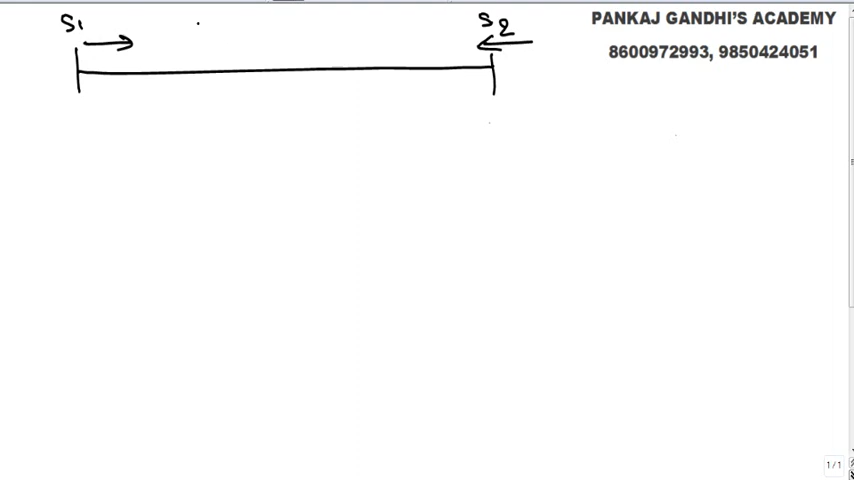 S1
S2
PANKAJ GANDHI'S ACADEMY
8600972993, 9850424051
1/1